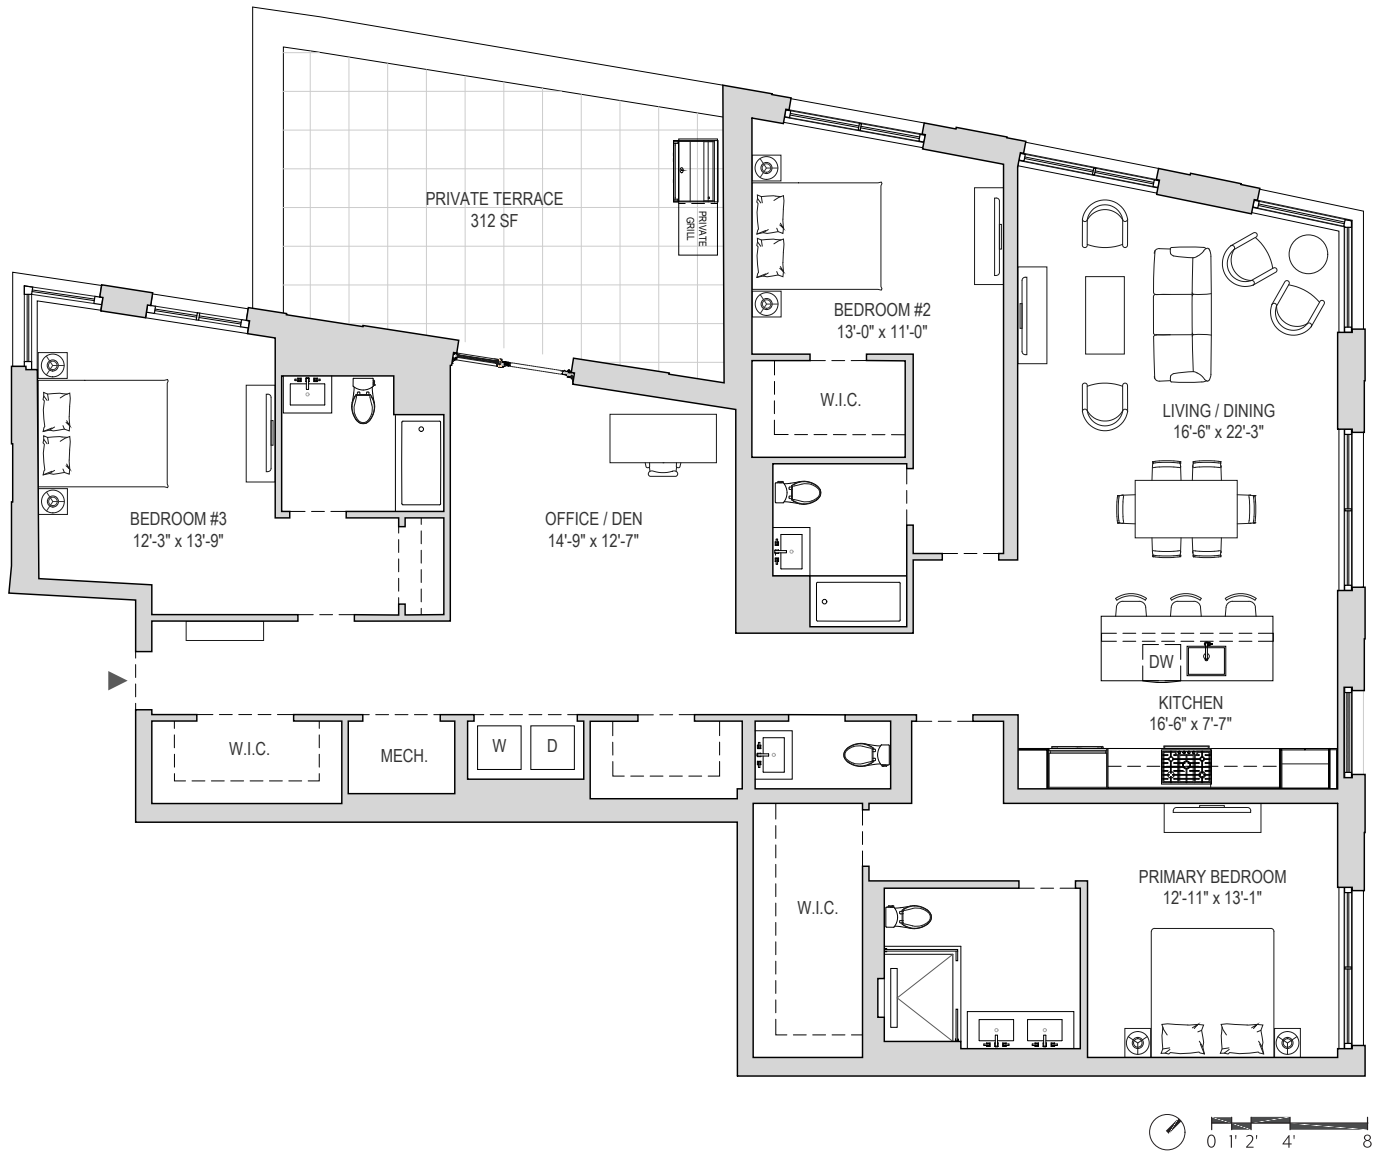 PRIVATE TERRACE
312 SF
PRIVATE
GRILL
BEDROOM #2
13'-0" x 11'-0"
W.I.C.
LIVING / DINING
16'-6" x 22'-3"
BEDROOM #3
12'-3" x 13'-9"
OFFICE / DEN
14'-9" x 12'-7"
DW
KITCHEN
16'-6" x 7'-7"
W.I.C.
MECH.
W
D
PRIMARY BEDROOM
12'-11" x 13'-1"
W.I.C.
0 1' 2' 4' 8